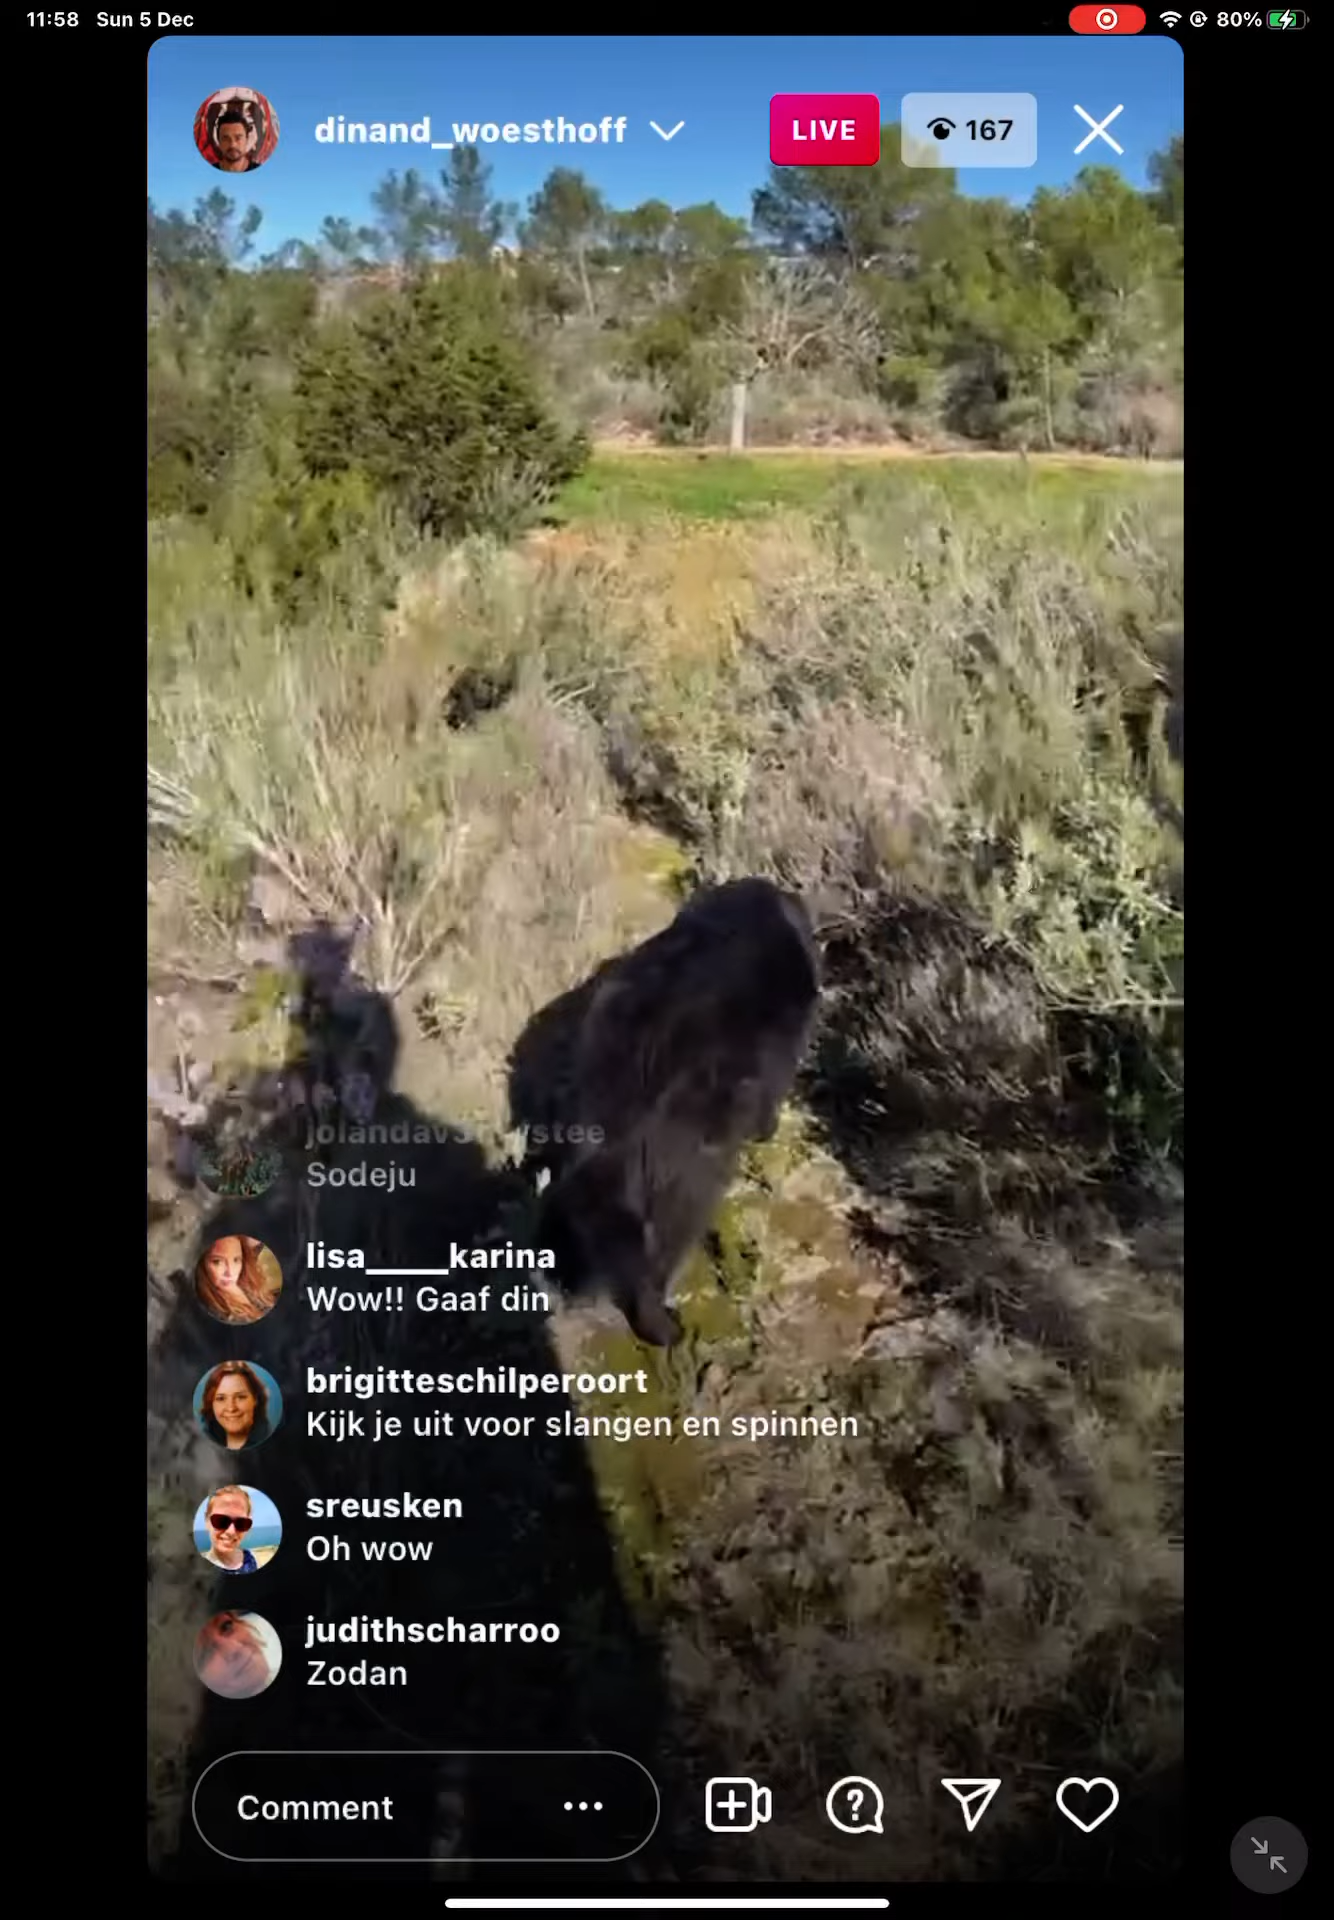 11:58 Sun 5 Dec
80%
dinand_woesthoff
LIVE
167
Sodeju
lisa_____karina
Wow!! Gaaf din
brigitteschilperoort
Kijk je uit voor slangen en spinnen
sreusken
Oh wow
judithscharroo
Zodan
Comment